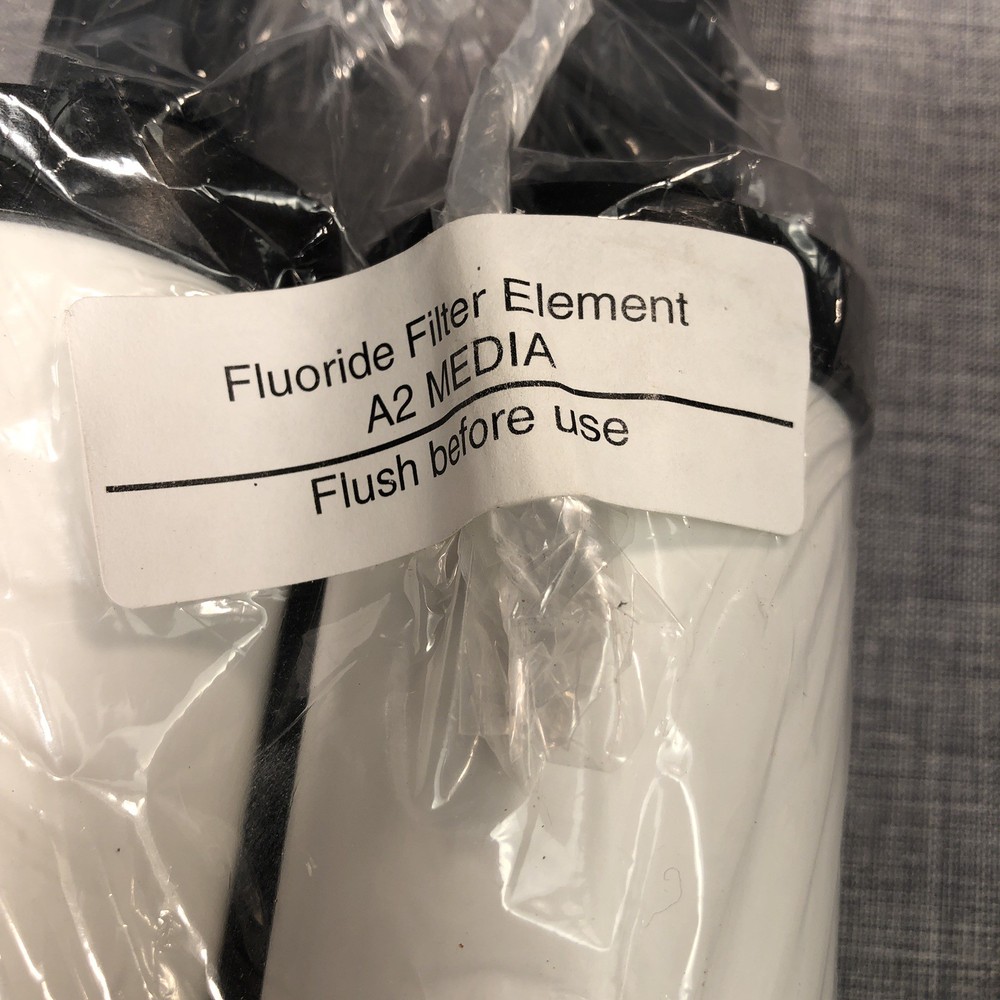 Fluoride Filter Element
A2 MEDIA
Flush before use